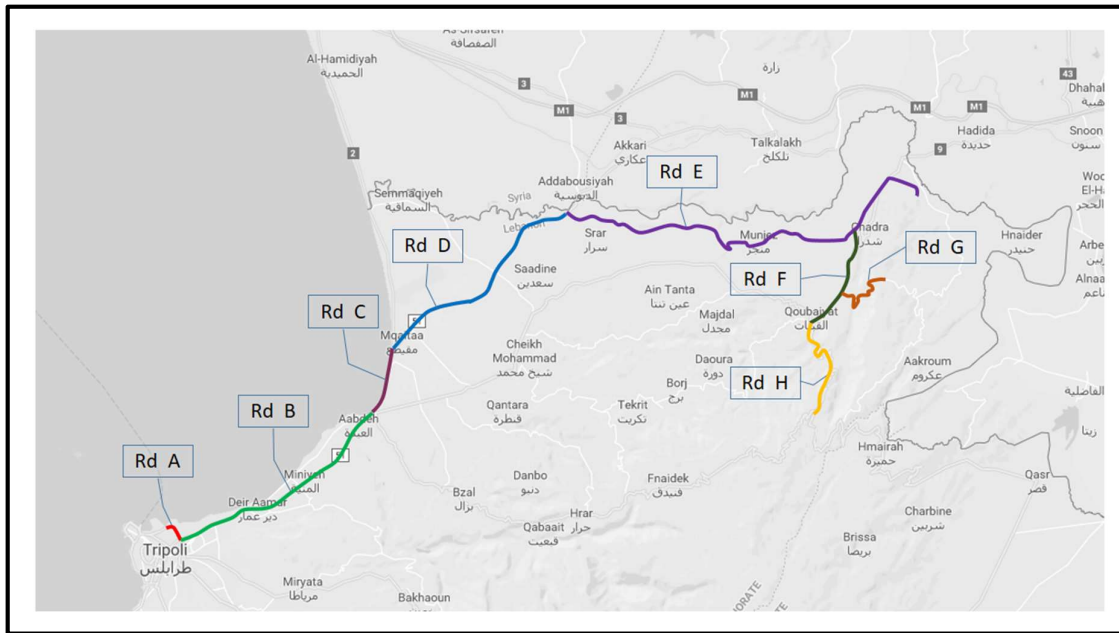 As-Sifsafeh
الصفصافة
Al-Hamidiyah
الحميدية
زارة
43
3
M1
M1
M1
M1
Dhahab
Hadida
حديدة
Snoon
سنون
3
Talkalakh
تلكلخ
Akkari
عكاري
9
2
Rd E
Addabousiyah
الدبوسية
Semmaqiyeh
السماقية
Syria
Lebanon
Rd D
Srar
سرار
Munjez
منجز
Chadra
شدرا
Rd G
Hnaider
حنيدر
Saadine
سعدين
Rd F
Ain Tanta
عين تنتا
Rd C
Majdal
مجدل
Qoubaiyat
القبيات
Mqaitaa
مقيطع
Cheikh
Mohammad
شيخ محمد
Daoura
دورة
Aakroum
عكروم
Rd H
Borj
برج
القاصية
Rd B
Qantara
قنطرة
Tekrit
تكريت
Aabdeh
العبدة
زيتا
Rd A
51
Hmairah
حميرة
Miniyeh
المنية
Danbo
دنبو
Fnaidek
فنيدق
Qasr
قصر
Bzal
بزال
Deir Aamar
دير عمار
Charbine
شربين
Hrar
حرار
Qabaait
قبعيت
Brissa
بريصا
Tripoli
طرابلس
Miryata
مرياطا
Bakhaoun